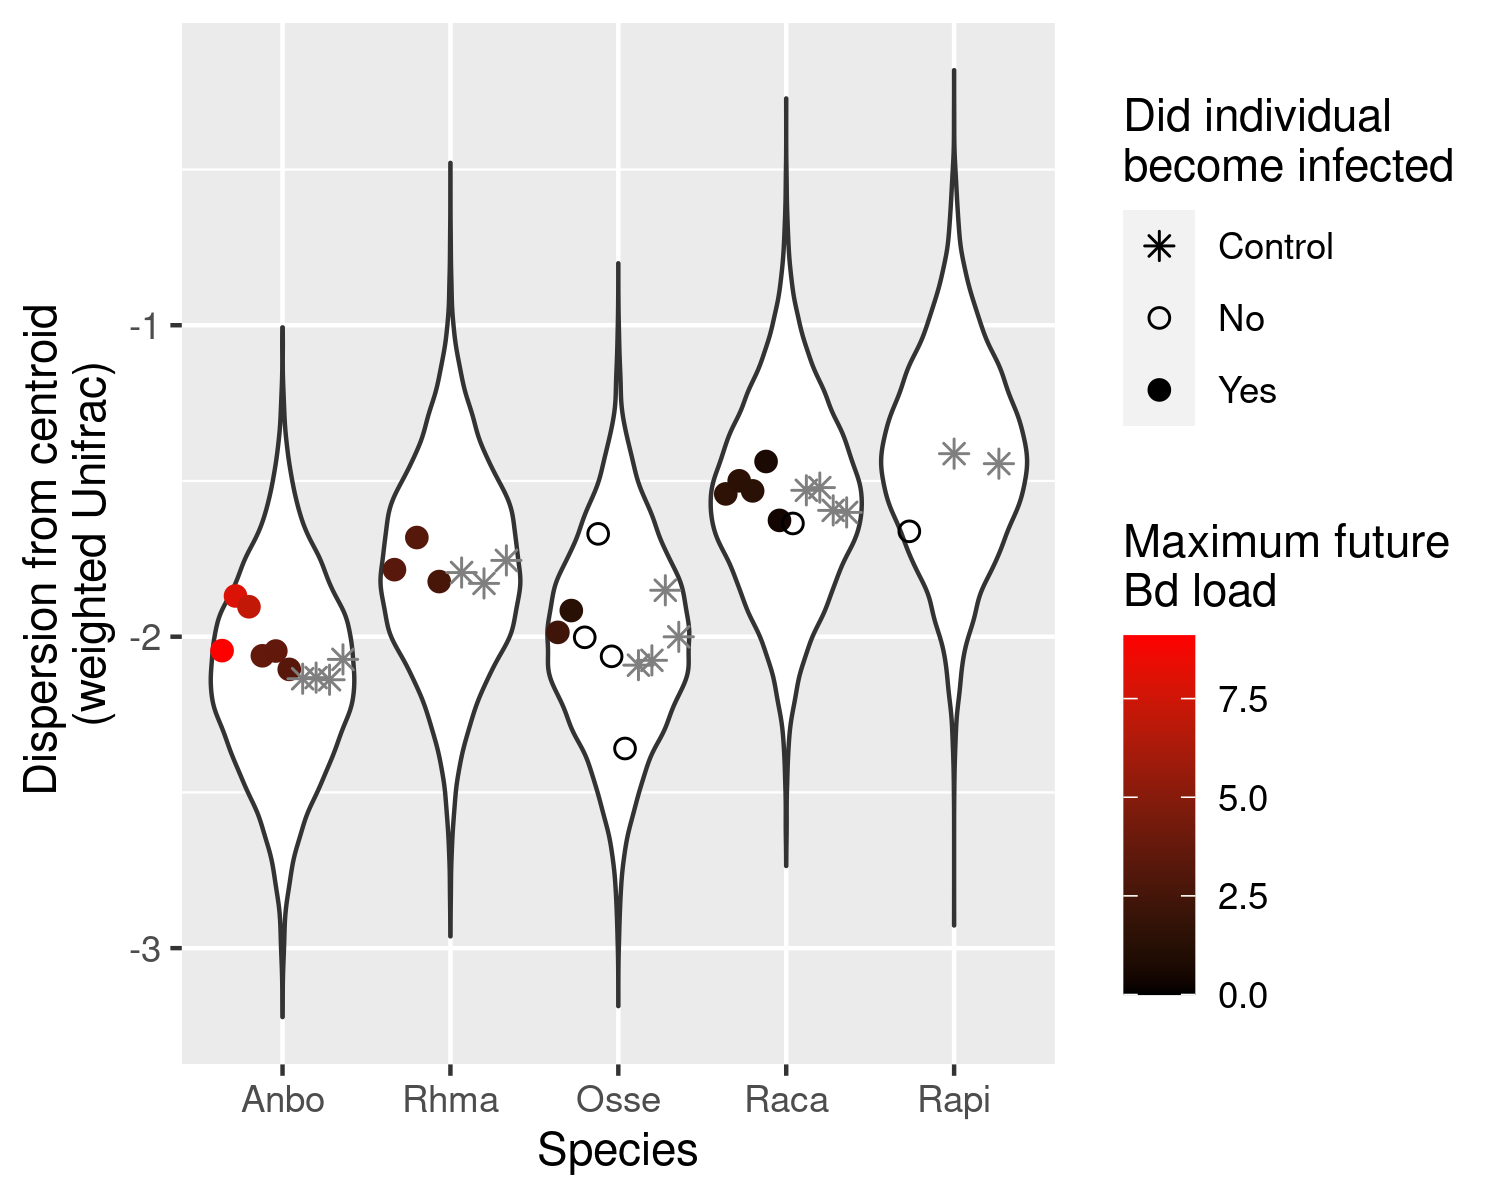 Dispersion from centroid
(weighted Unifrac)
-1
-2
-3
Anbo Rhma Osse Raca Rapi
Species
Did individual
become infected
Control
No
Yes
Maximum future
Bd load
7.5
5.0
2.5
0.0